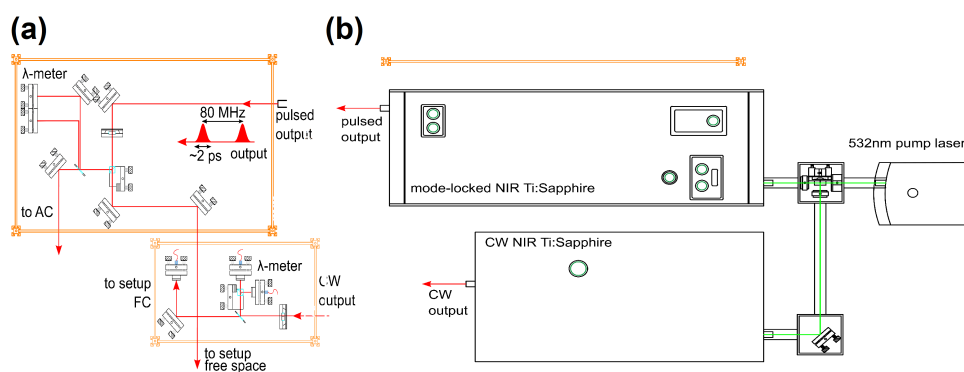 (a)
λ-meter
80 MHz
pulsed
output
output
~2 ps
to AC
to setup
FC
λ-meter
CW
output
to setup
free space
(b)
pulsed
output
mode-locked NIR Ti:Sapphire
532nm pump laser
CW NIR Ti:Sapphire
CW
output